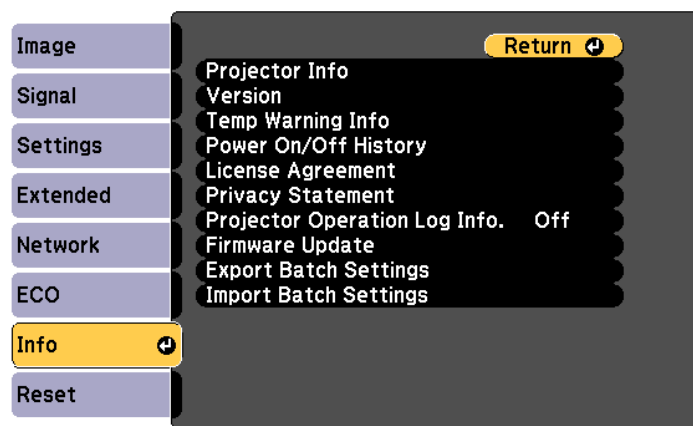 Image
Signal
Settings
Extended
Network
ECO
Info
Reset
Return
Projector Info
Version
Temp Warning Info
Power On/Off History
License Agreement
Privacy Statement
Projector Operation Log Info. Off
Firmware Update
Export Batch Settings
Import Batch Settings